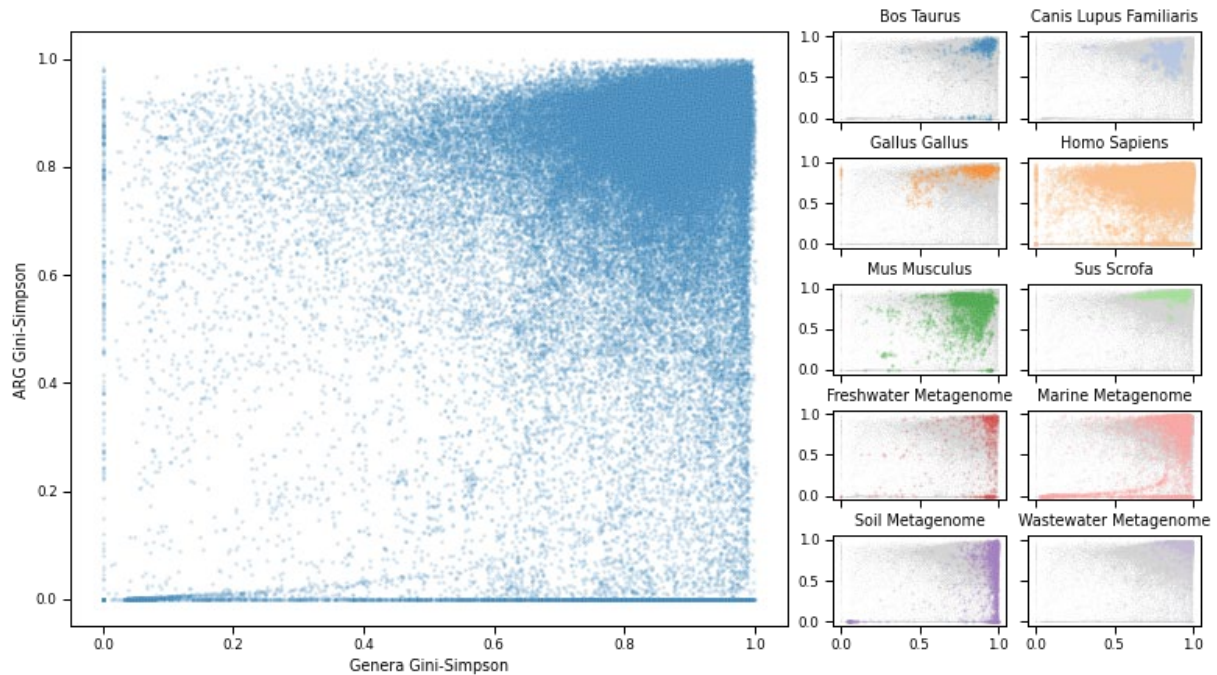 Bos Taurus
Canis Lupus Familiaris
1.0
0.5
0.0
1.0
0.8
0.6
0.4
0.2
0.0
ARG Gini-Simpson
0.0
0.2
0.4
0.6
0.8
1.0
Genera Gini-Simpson
Gallus Gallus
Homo Sapiens
1.0
0.5
0.0
Mus Musculus
Sus Scrofa
1.0
0.5
0.0
Freshwater Metagenome
Marine Metagenome
1.0
0.5
0.0
Soil Metagenome
Wastewater Metagenome
1.0
0.5
0.0
0.0
1.0
0.0
1.0